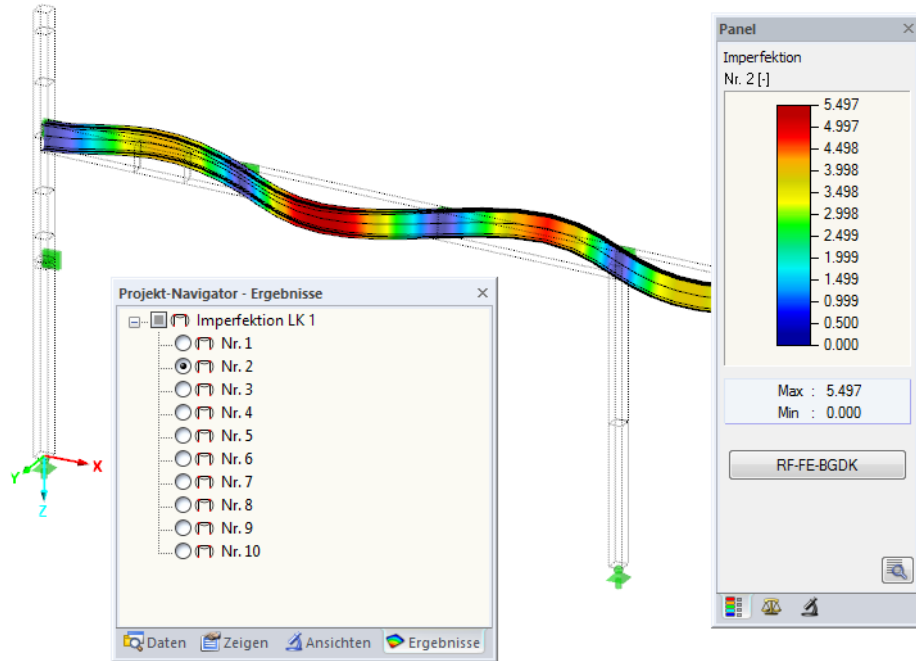 X
Y
Z
Projekt-Navigator - Ergebnisse
Imperfektion LK 1
Nr. 1
Nr. 2
Nr. 3
Nr. 4
Nr. 5
Nr. 6
Nr. 7
Nr. 8
Nr. 9
Nr. 10
Daten Zeigen Ansichten Ergebnisse
Panel
Imperfektion
Nr. 2 [-]
5.497
4.997
4.498
3.998
3.498
2.998
2.499
1.999
1.499
0.999
0.500
0.000
Max : 5.497
Min : 0.000
RF-FE-BGDK